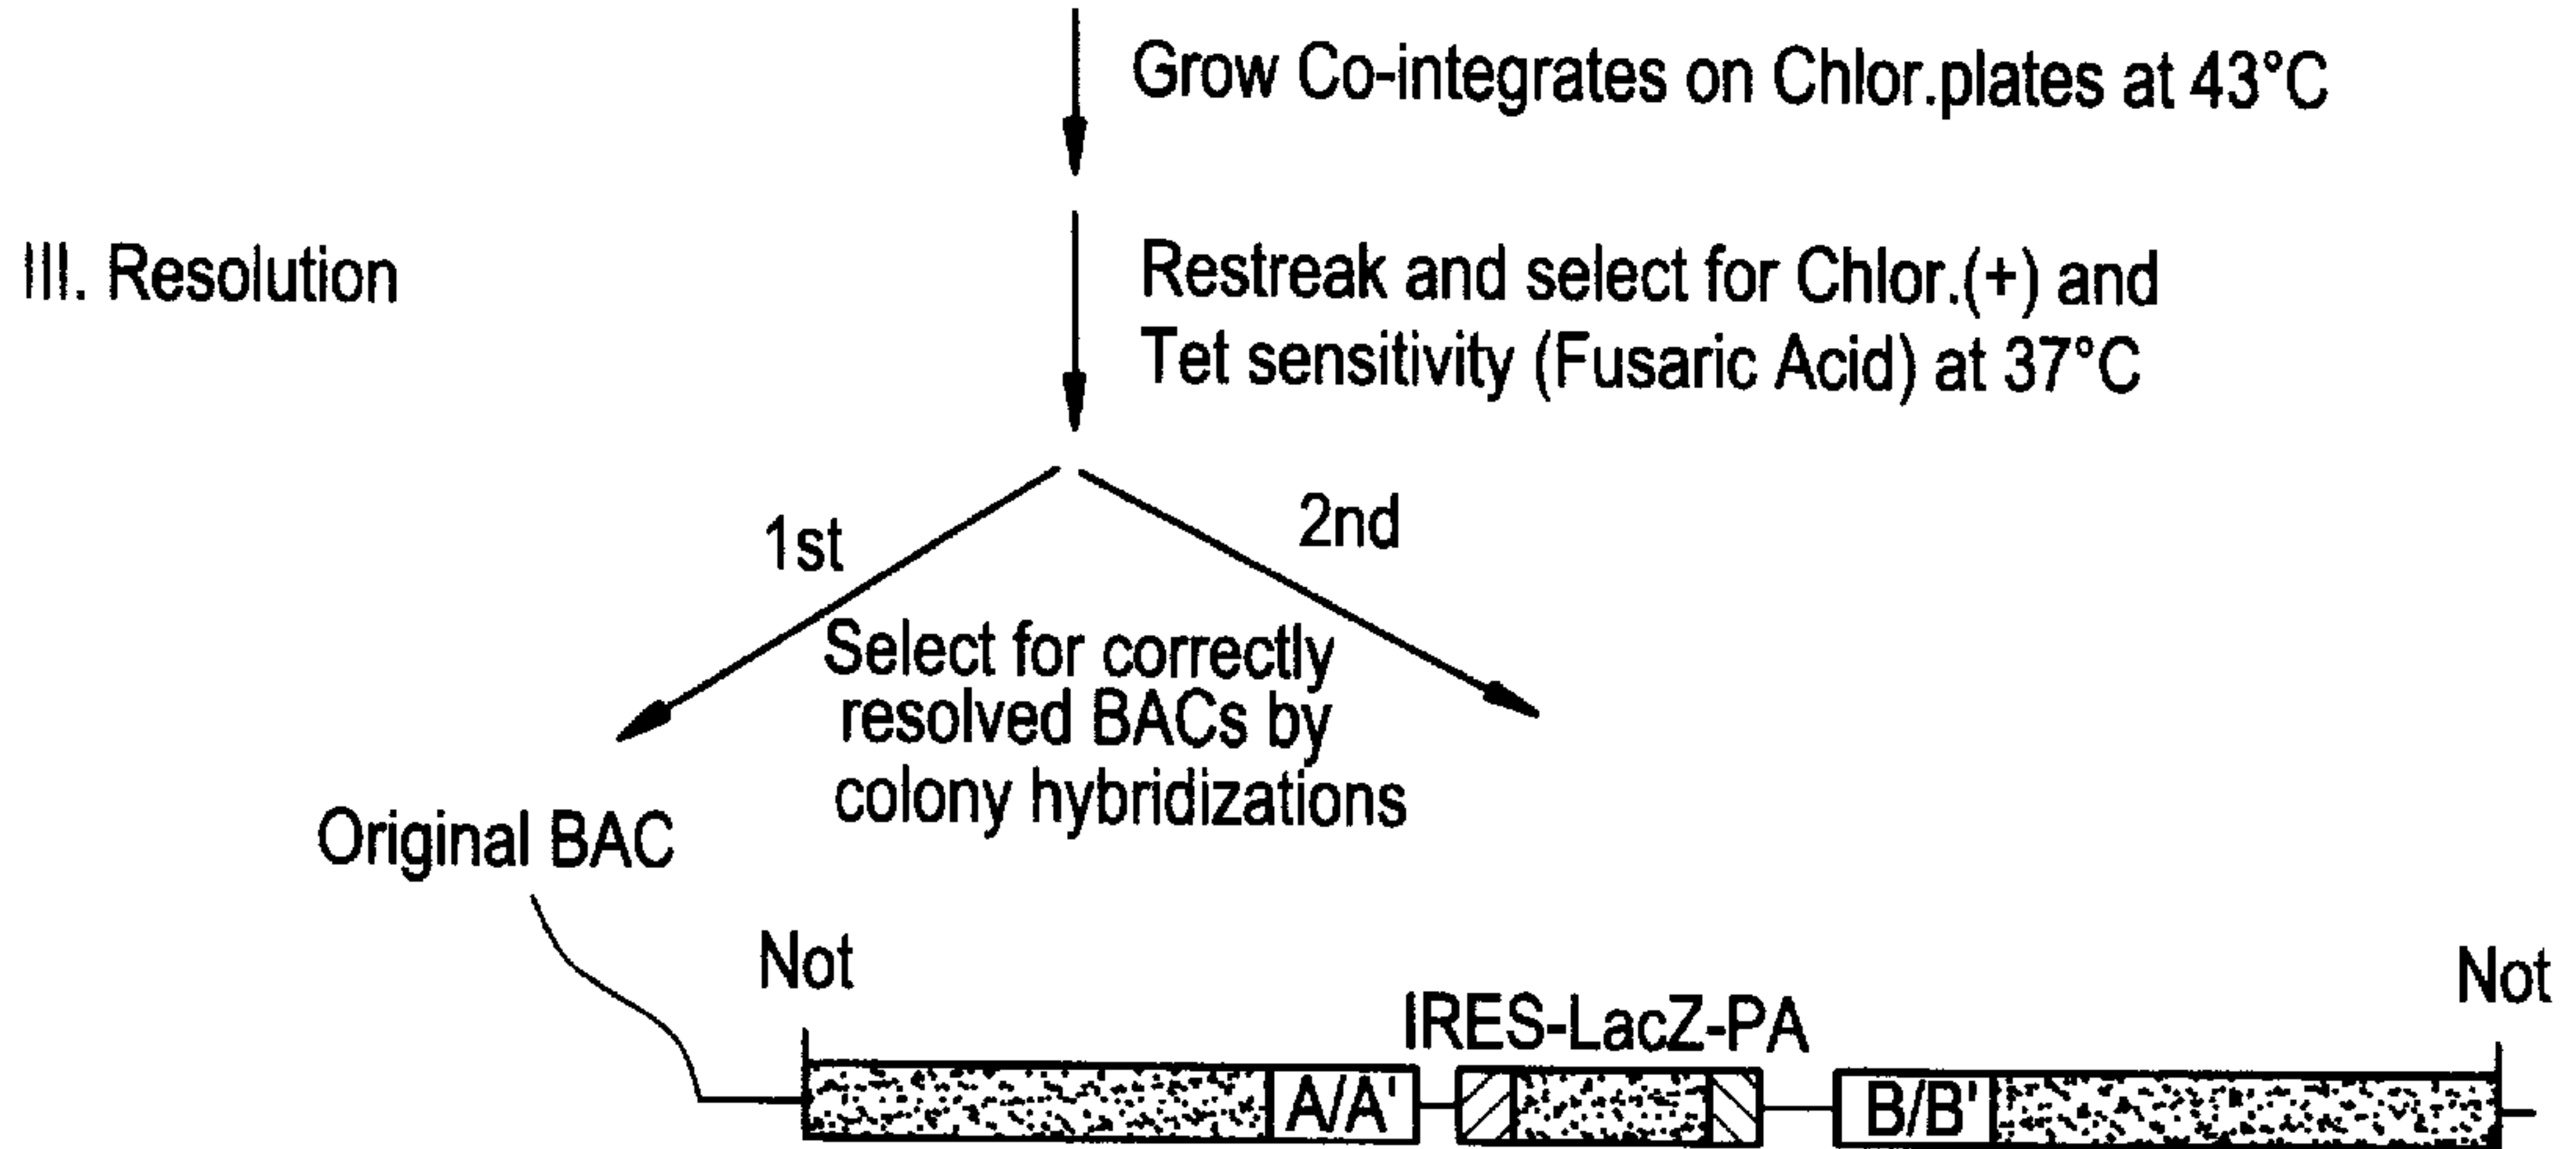 Grow Co-integrates on Chlor.plates at 43°C
III. Resolution
Restreak and select for Chlor.(+) and
Tet sensitivity (Fusaric Acid) at 37°C
1st
2nd
Select for correctly
resolved BACs by
colony hybridizations
Original BAC
Not
Not
IRES-LacZ-PA
A/A'
B/B'